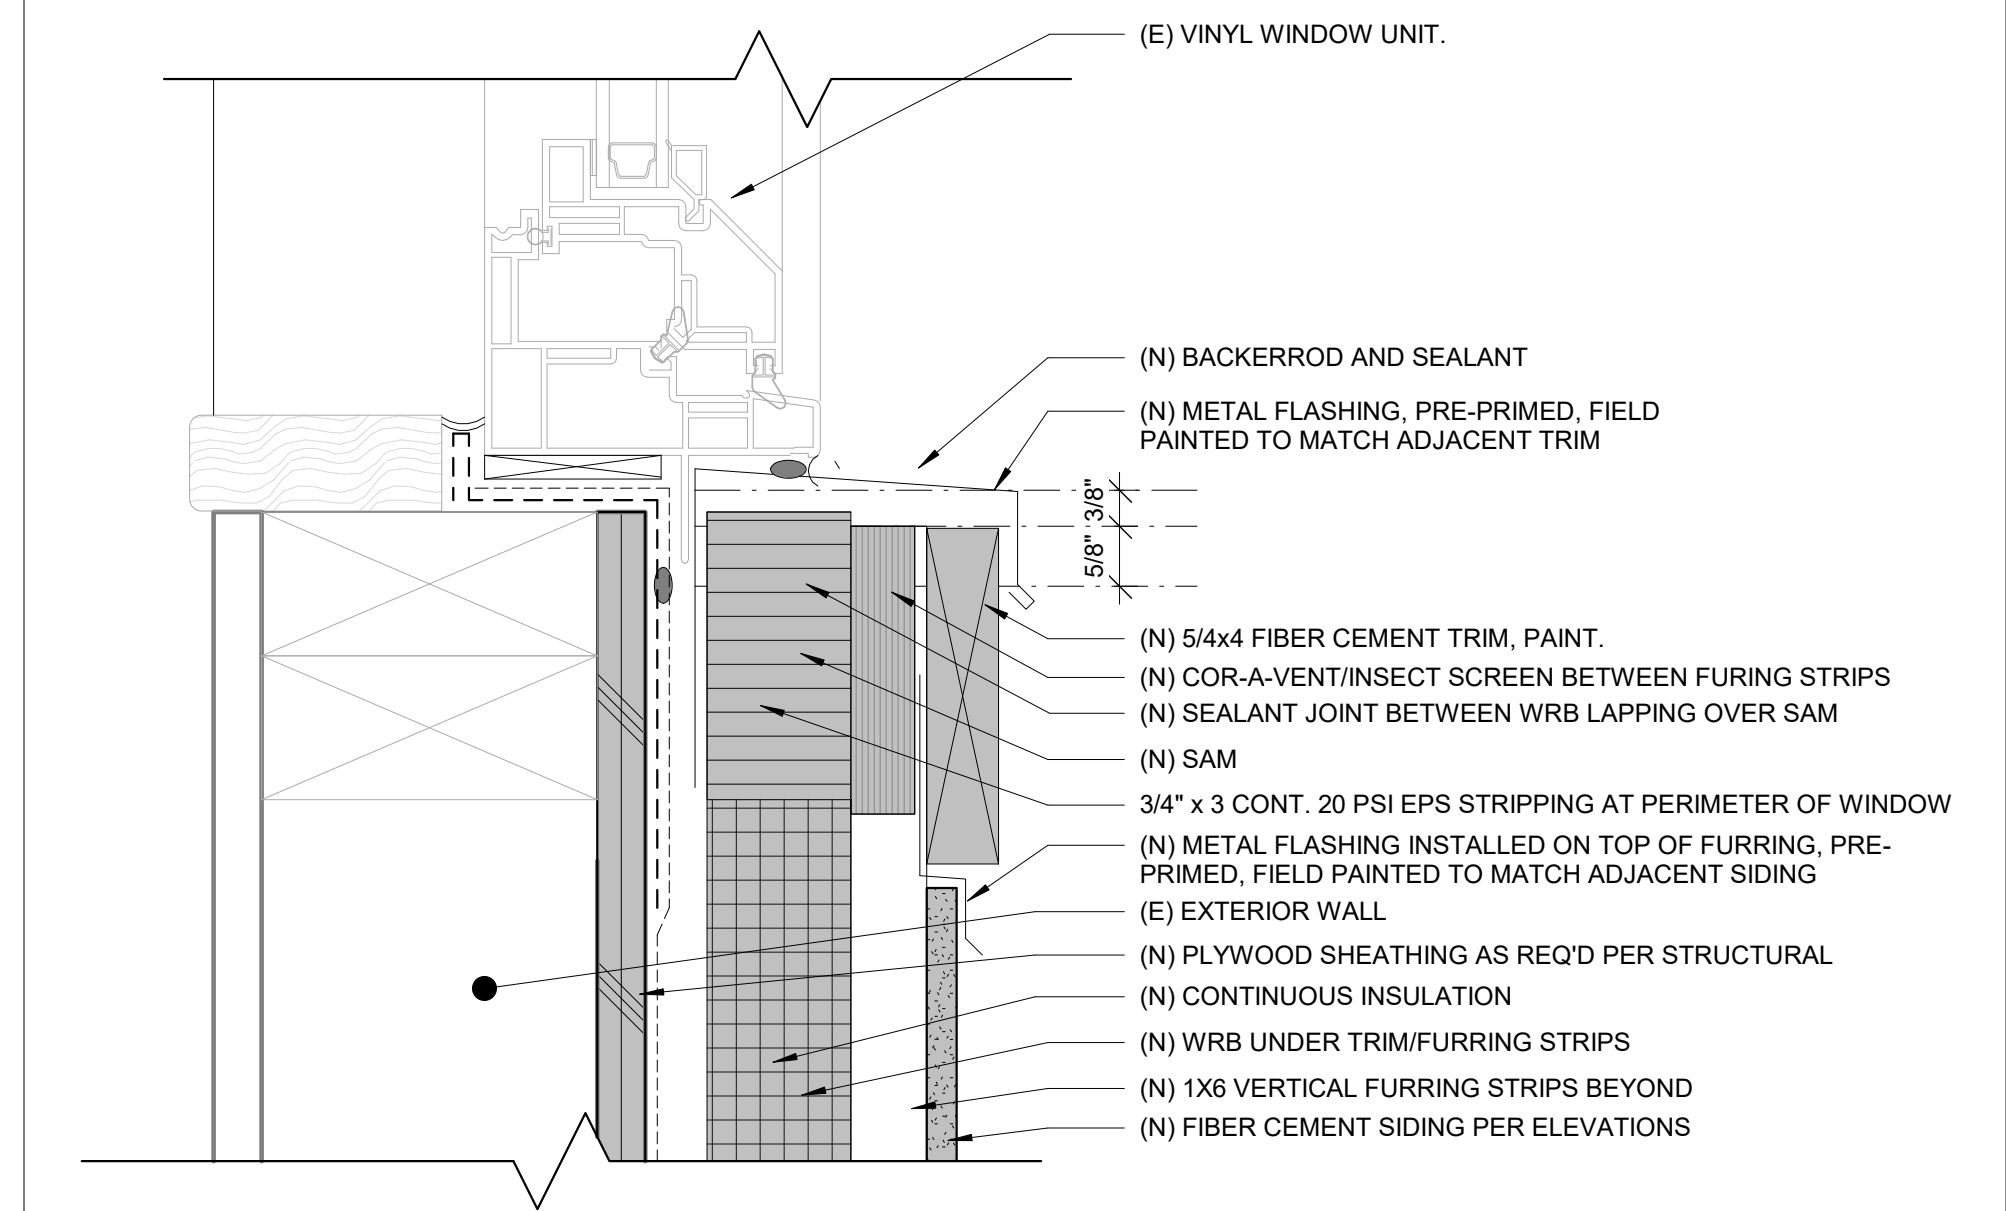 (E) VINYL WINDOW UNIT.
(N) BACKERROD AND SEALANT
(N) METAL FLASHING, PRE-PRIMED, FIELD
PAINTED TO MATCH ADJACENT TRIM
3/8"
5/8"
(N) 5/4x4 FIBER CEMENT TRIM, PAINT.
(N) COR-A-VENT/INSECT SCREEN BETWEEN FURING STRIPS
(N) SEALANT JOINT BETWEEN WRB LAPPING OVER SAM
(N) SAM
3/4" x 3 CONT. 20 PSI EPS STRIPPING AT PERIMETER OF WINDOW
(N) METAL FLASHING INSTALLED ON TOP OF FURRING, PRE-
PRIMED, FIELD PAINTED TO MATCH ADJACENT SIDING
(E) EXTERIOR WALL
(N) PLYWOOD SHEATHING AS REQ'D PER STRUCTURAL
(N) CONTINUOUS INSULATION
(N) WRB UNDER TRIM/FURRING STRIPS
(N) 1X6 VERTICAL FURRING STRIPS BEYOND
(N) FIBER CEMENT SIDING PER ELEVATIONS